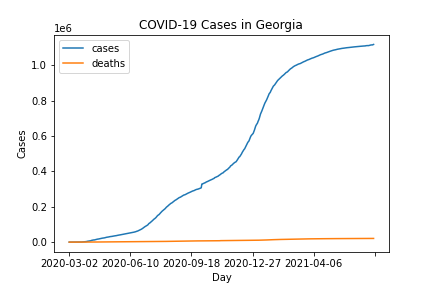 COVID-19 Cases in Georgia
1e6
cases
deaths
1.0
0.8
0.6
0.4
0.2
0.0
Cases
2020-03-02 2020-06-10 2020-09-18 2020-12-27 2021-04-06
Day